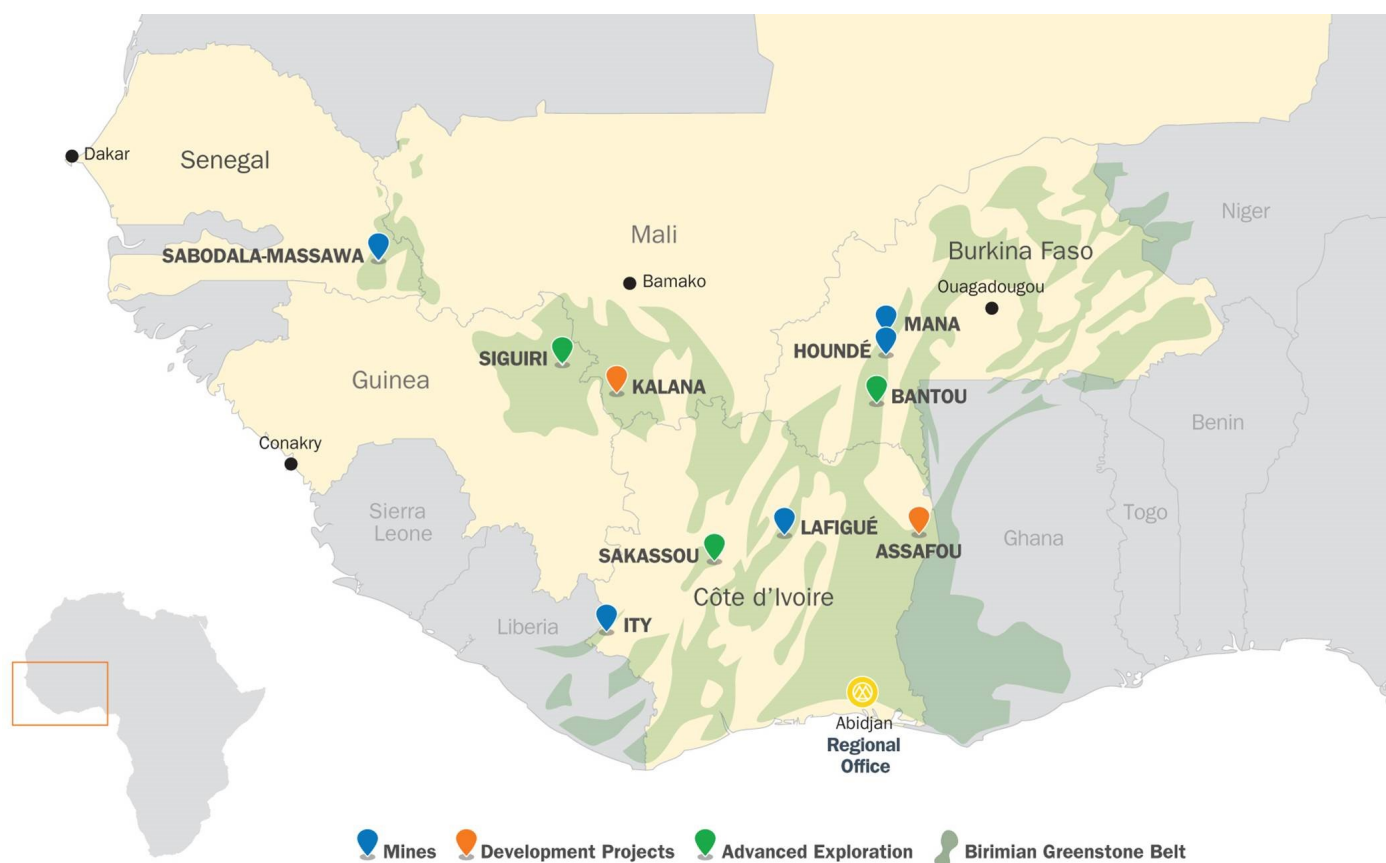 Dakar
Senegal
Mali
Niger
SABODALA-MASSAWA
Burkina Faso
Bamako
Ouagadougou
MANA
HOUNDÉ
SIGUIRI
Guinea
KALANA
BANTOU
Benin
Conakry
Sierra
Leone
LAFIGUÉ
Togo
Ghana
ASSAFOU
SAKASSOU
Côte d'Ivoire
Liberia
ITY
Abidjan
Regional
Office
Mines
Development Projects
Advanced Exploration
Birimian Greenstone Belt